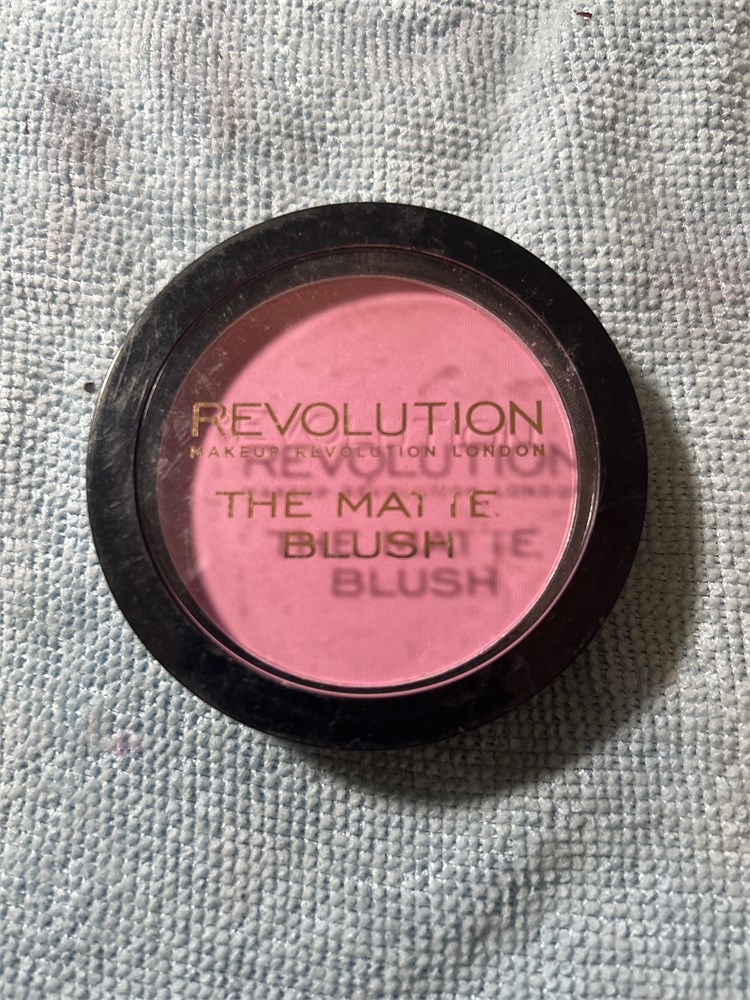 REVOLUTION
MAKEUP REVOLUTION LONDON
THE MATTE
BLUSH